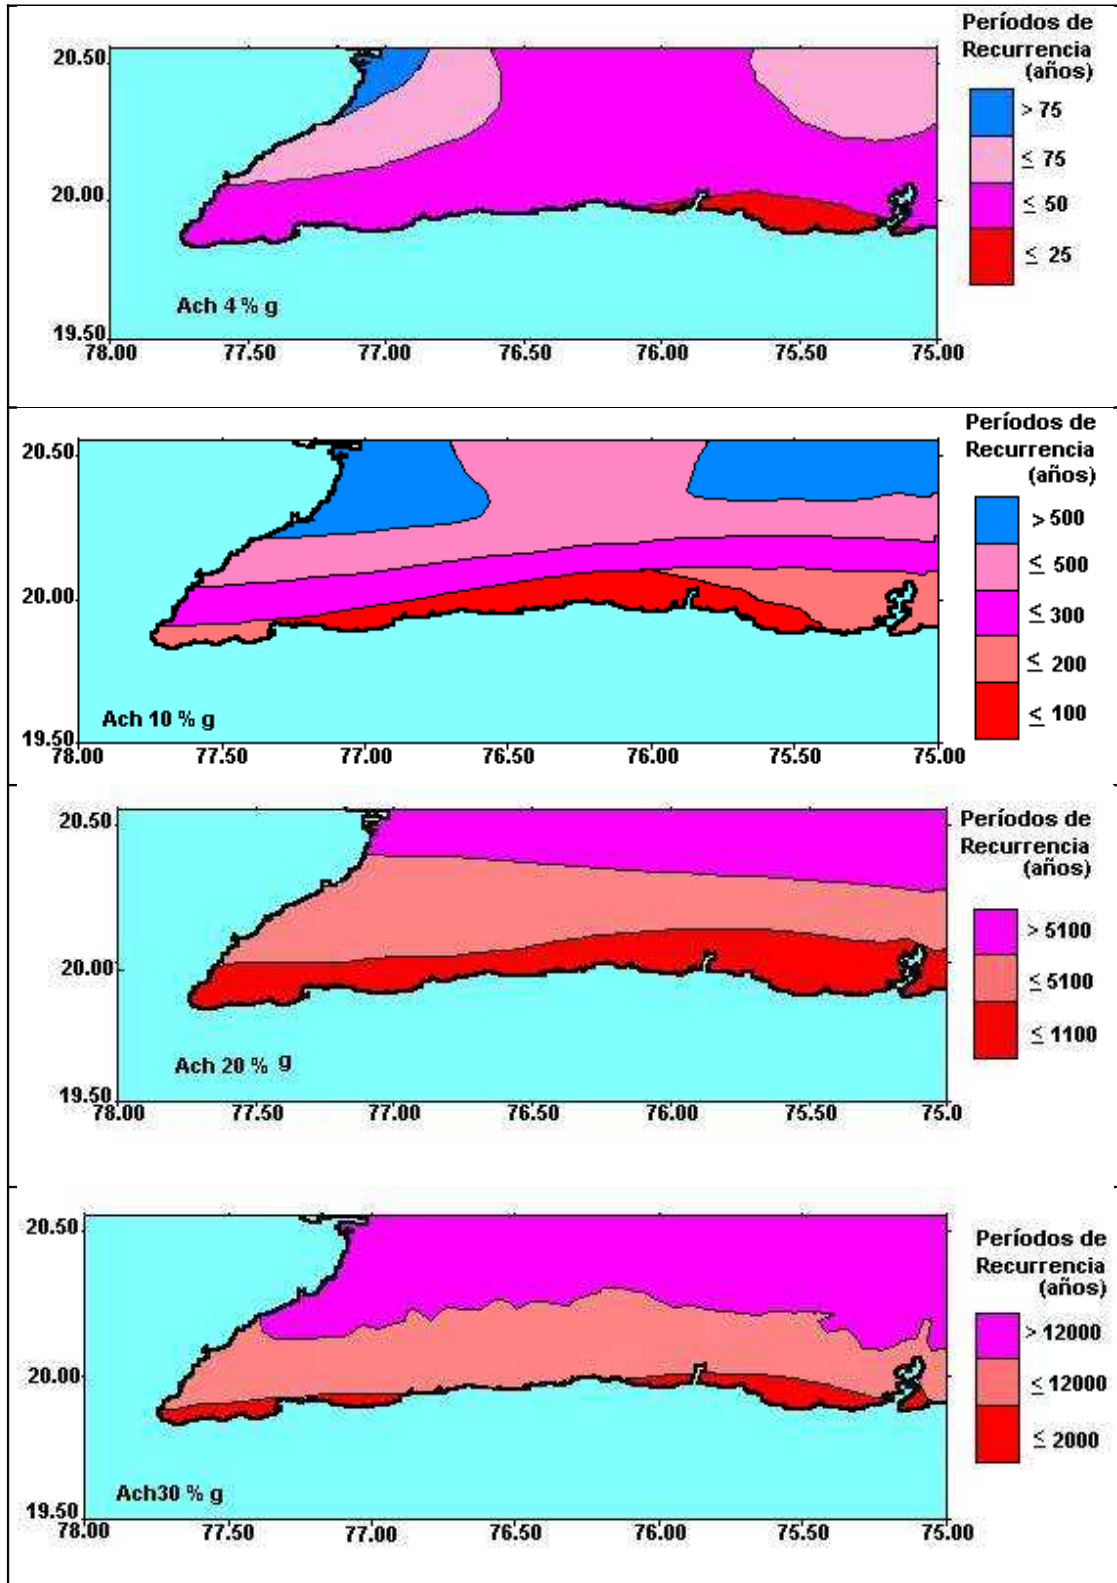 Períodos de
Recurrencia
(años)
20.50
> 75
≤ 75
20.00
≤ 50
≤ 25
Ach 4 % g
19.50
78.00 77.50 77.00 76.50 76.00 75.50 75.00
Períodos de
Recurrencia
(años)
20.50
> 500
≤ 500
20.00
≤ 300
≤ 200
≤ 100
Ach 10 % g
19.50
78.00 77.50 77.00 76.50 76.00 75.50 75.00
20.50
Períodos de
Recurrencia
(años)
> 5100
20.00
≤ 5100
≤ 1100
Ach 20 % g
19.50
78.00 77.50 77.00 76.50 76.00 75.50 75.0
20.50
Períodos de
Recurrencia
(años)
> 12000
20.00
≤ 12000
≤ 2000
Ach30 % g
19.50
78.00 77.50 77.00 76.50 76.00 75.50 75.00